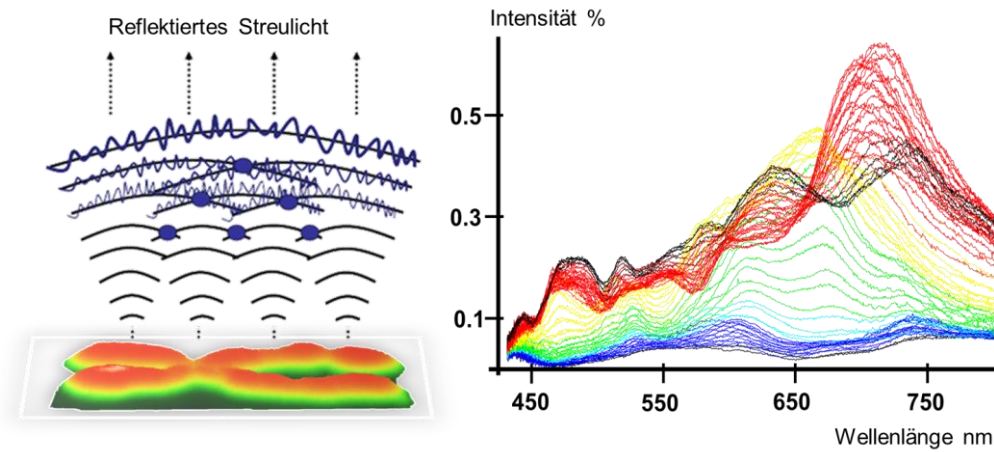 Reflektiertes Streulicht
Intensität %
0.5
0.3
0.1
450 550 650 750
Wellenlänge nm